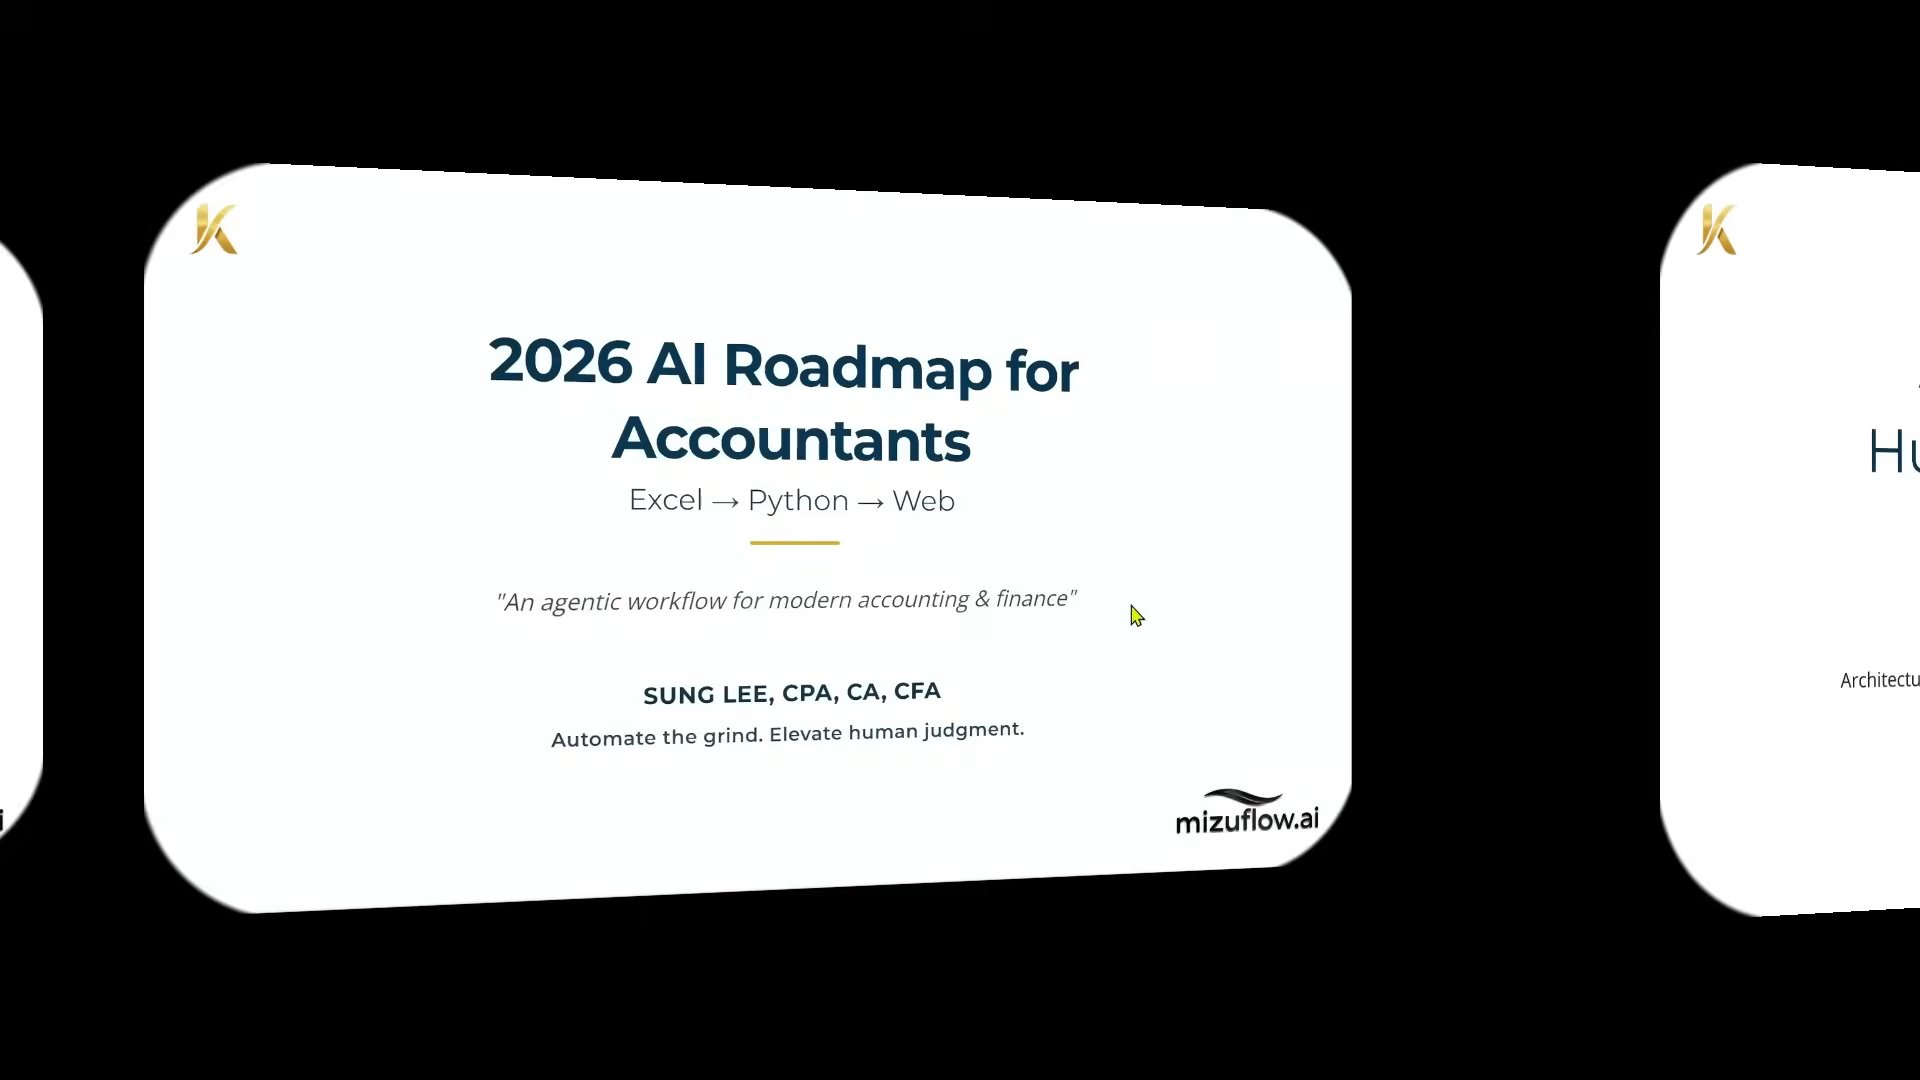 2026 AI Roadmap for
Accountants
Excel → Python → Web
"An agentic workflow for modern accounting & finance"
SUNG LEE, CPA, CA, CFA
Automate the grind. Elevate human judgment.
mizuflow.ai